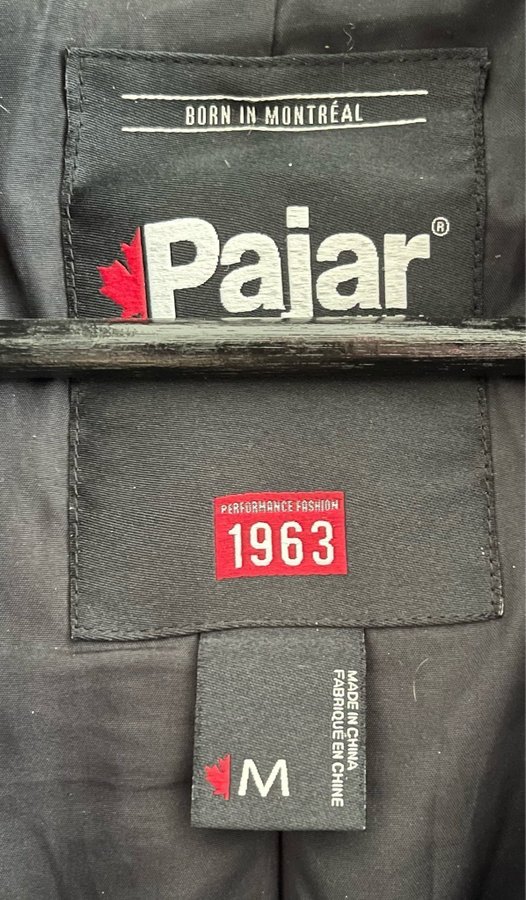 BORN IN MONTRÉAL
Pajar®
PERFORMANCE FASHION
1963
M
MADE IN CHINA
FABRIQUÉ EN CHINE